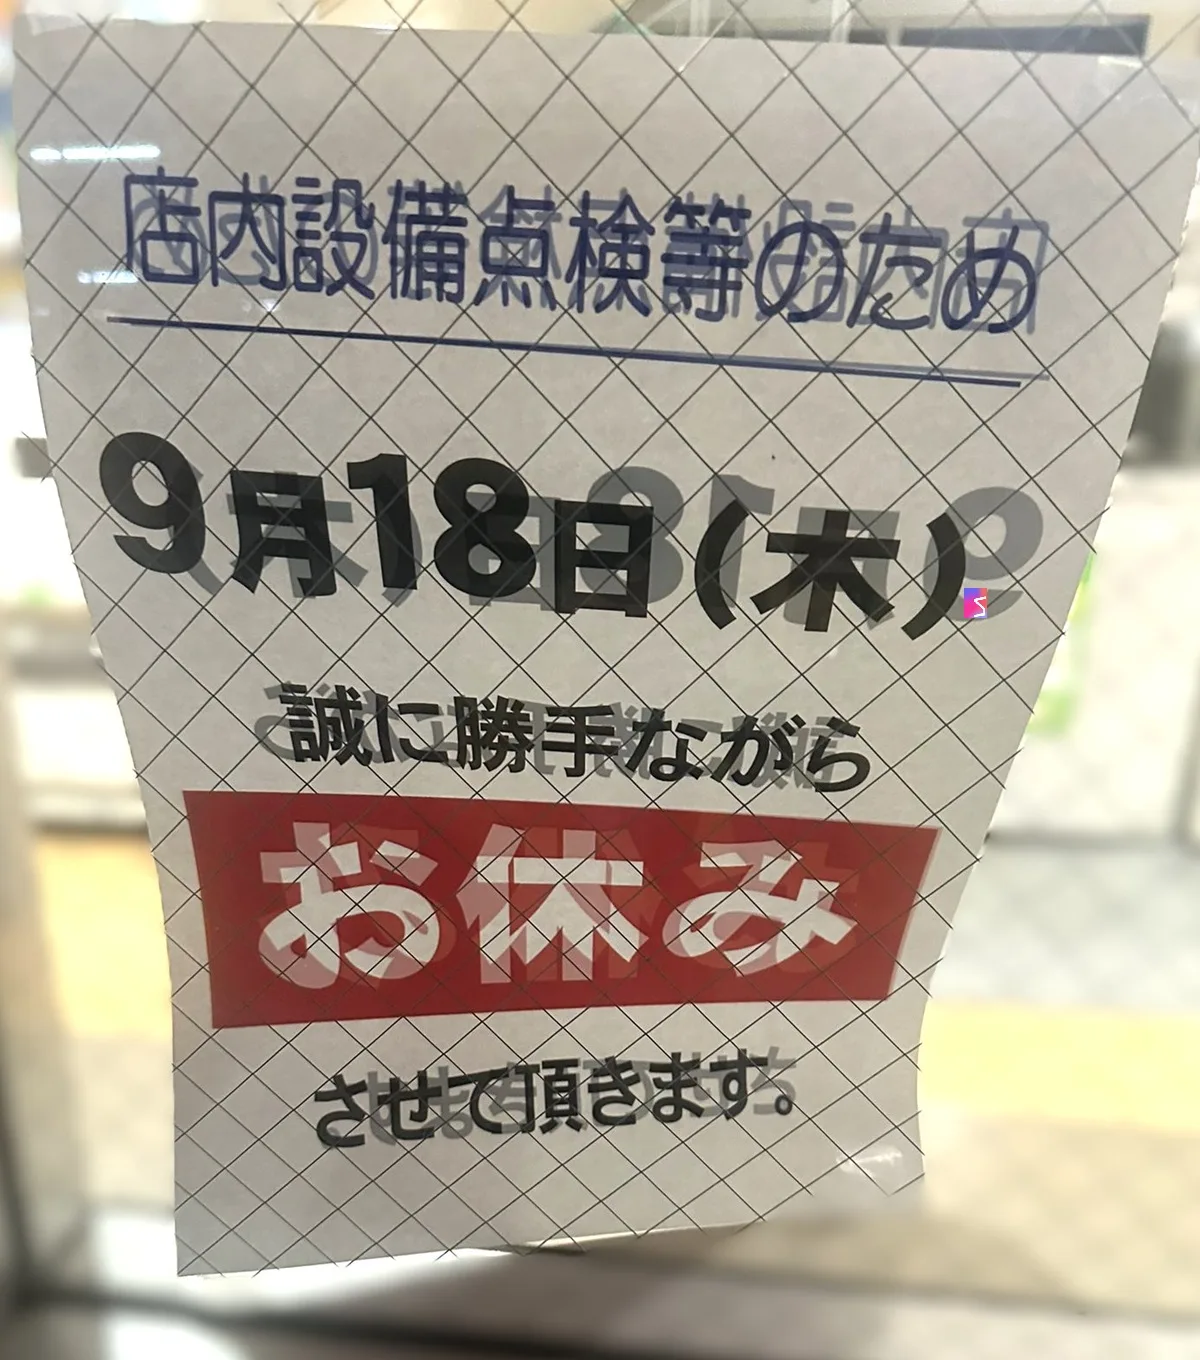 店内設備点検等のため
9月18日(木)
誠に勝手ながら
お休み
させて頂きます。